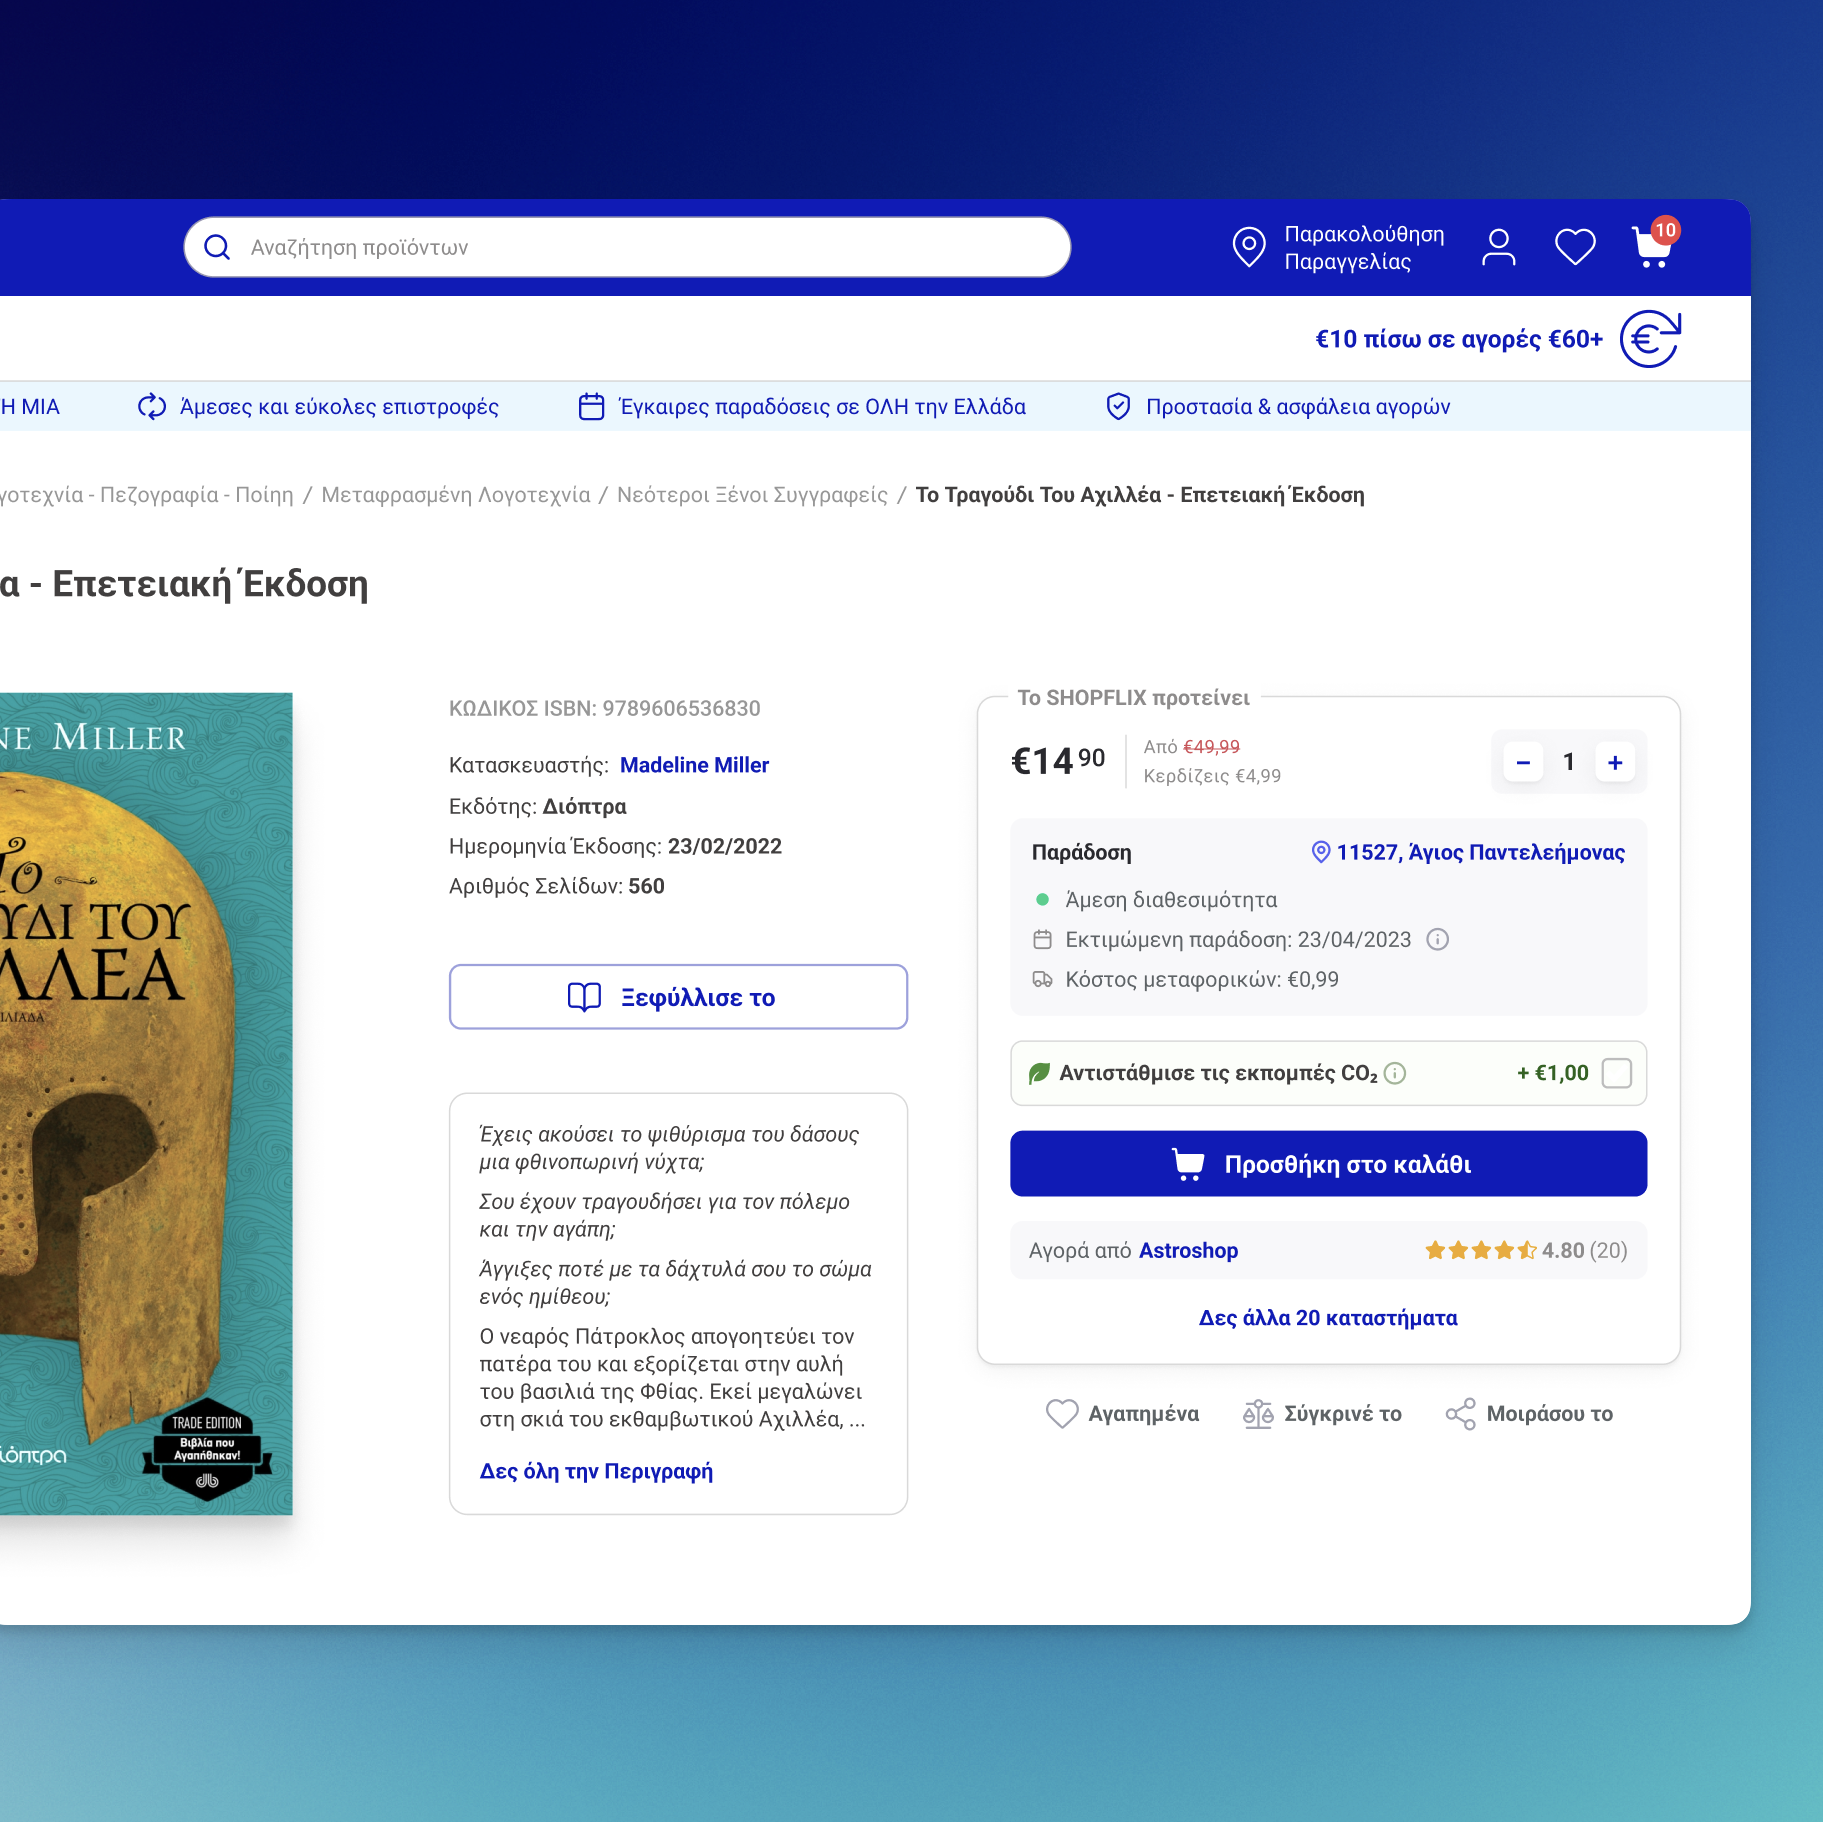 Αναζήτηση προϊόντων
Παρακολούθηση
Παραγγελίας
10
€10 πίσω σε αγορές €60+
Η ΜΙΑ
Άμεσες και εύκολες επιστροφές
Έγκαιρες παραδόσεις σε ΟΛΗ την Ελλάδα
Προστασία & ασφάλεια αγορών
γοτεχνία - Πεζογραφία - Ποίηη / Μεταφρασμένη Λογοτεχνία / Νεότεροι Ξένοι Συγγραφείς / Το Τραγούδι Του Αχιλλέα - Επετειακή Έκδοση
α - Επετειακή Έκδοση
NE MILLER
Το
ΥΔΙ ΤΟΥ
ΛΛΕΑ
ΙΛΙΑΔΑ
ιόπτρα
TRADE EDITION
Βιβλία που
Αγαπήθηκαν!
ΚΩΔΙΚΟΣ ISBN: 9789606536830
Κατασκευαστής: Madeline Miller
Εκδότης: Διόπτρα
Ημερομηνία Έκδοσης: 23/02/2022
Αριθμός Σελίδων: 560
Ξεφύλλισε το
Έχεις ακούσει το ψιθύρισμα του δάσους
μια φθινοπωρινή νύχτα;
Σου έχουν τραγουδήσει για τον πόλεμο
και την αγάπη;
Άγγιξες ποτέ με τα δάχτυλά σου το σώμα
ενός ημίθεου;
Ο νεαρός Πάτροκλος απογοητεύει τον
πατέρα του και εξορίζεται στην αυλή
του βασιλιά της Φθίας. Εκεί μεγαλώνει
στη σκιά του εκθαμβωτικού Αχιλλέα, ...
Δες όλη την Περιγραφή
Το SHOPFLIX προτείνει
€14 90
Από €49,99
Κερδίζεις €4,99
− 1 +
Παράδοση
11527, Άγιος Παντελεήμονας
Άμεση διαθεσιμότητα
Εκτιμώμενη παράδοση: 23/04/2023
Κόστος μεταφορικών: €0,99
Αντιστάθμισε τις εκπομπές CO₂
+ €1,00
Προσθήκη στο καλάθι
Αγορά από Astroshop
4.80 (20)
Δες άλλα 20 καταστήματα
Αγαπημένα
Σύγκρινέ το
Μοιράσου το